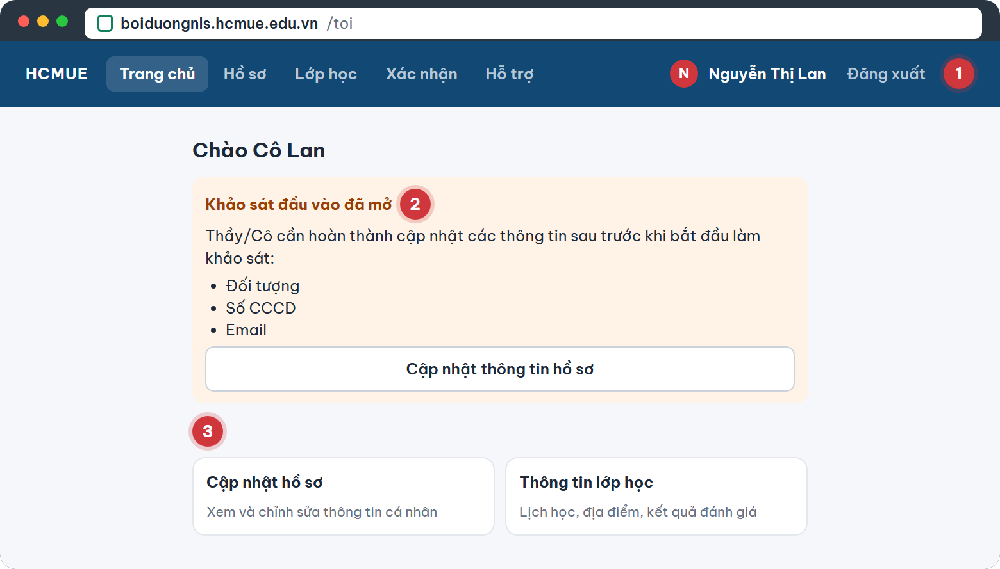 boiduongnls.hcmue.edu.vn /toi
HCMUE Trang chủ Hồ sơ Lớp học Xác nhận Hỗ trợ N Nguyễn Thị Lan Đăng xuất 1
Chào Cô Lan
Khảo sát đầu vào đã mở 2
Thầy/Cô cần hoàn thành cập nhật các thông tin sau trước khi bắt đầu làm
khảo sát:
• Đối tượng
• Số CCCD
• Email
Cập nhật thông tin hồ sơ
3
Cập nhật hồ sơ
Xem và chỉnh sửa thông tin cá nhân
Thông tin lớp học
Lịch học, địa điểm, kết quả đánh giá